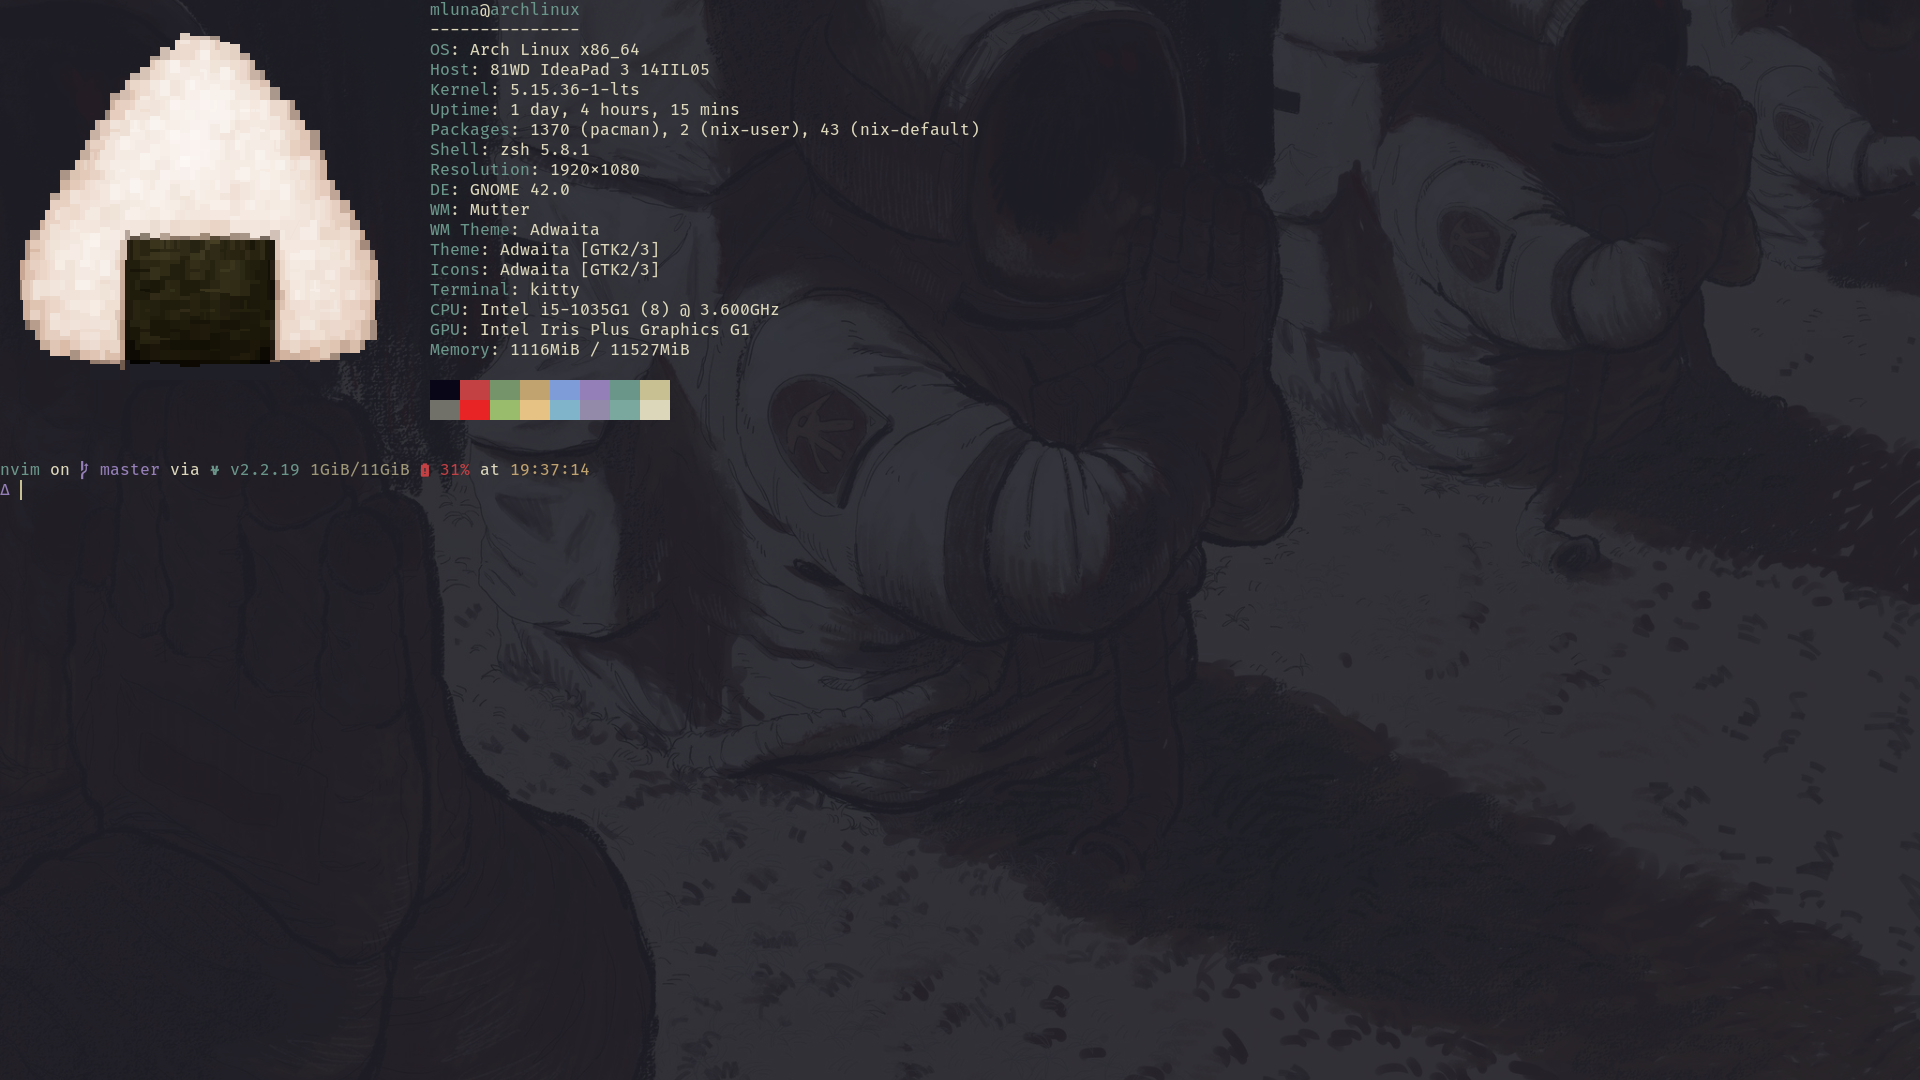 mluna@archlinux
---------------
OS: Arch Linux x86_64
Host: 81WD IdeaPad 3 14IIL05
Kernel: 5.15.36-1-lts
Uptime: 1 day, 4 hours, 15 mins
Packages: 1370 (pacman), 2 (nix-user), 43 (nix-default)
Shell: zsh 5.8.1
Resolution: 1920×1080
DE: GNOME 42.0
WM: Mutter
WM Theme: Adwaita
Theme: Adwaita [GTK2/3]
Icons: Adwaita [GTK2/3]
Terminal: kitty
CPU: Intel i5-1035G1 (8) @ 3.600GHz
GPU: Intel Iris Plus Graphics G1
Memory: 1116MiB / 11527MiB
nvim on master via v2.2.19 1GiB/11GiB 31% at 19:37:14
Δ